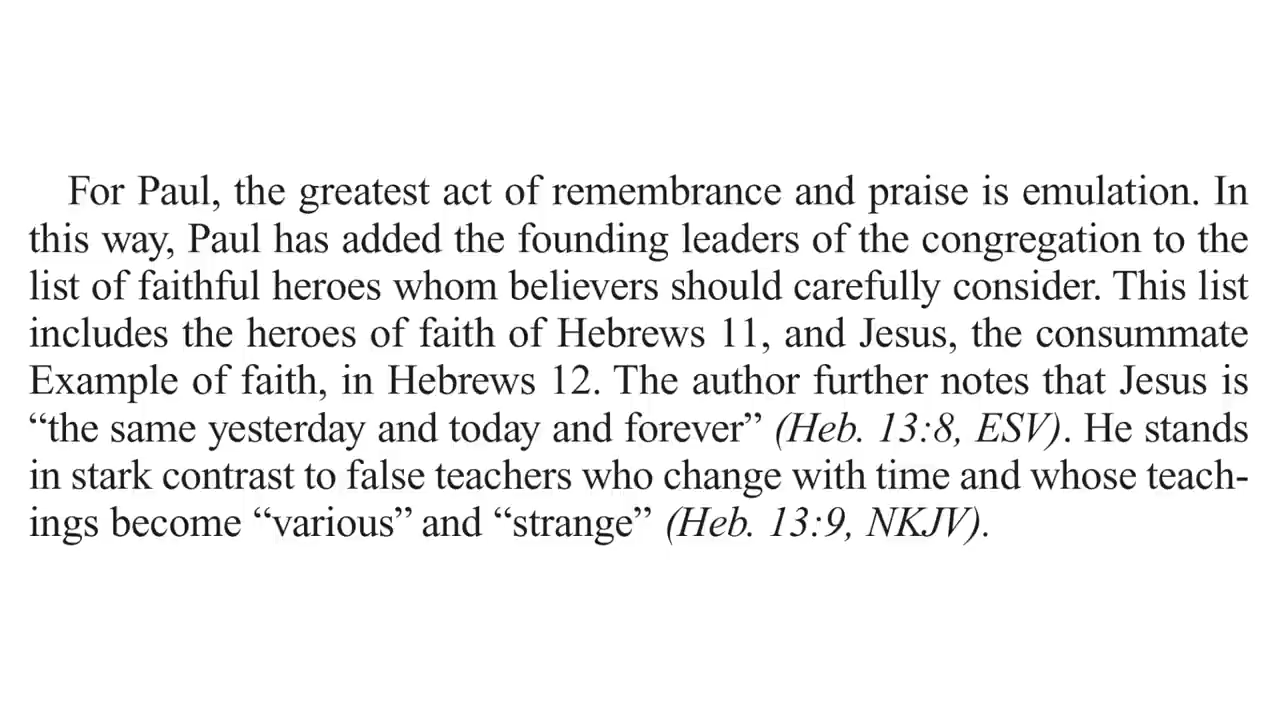 For Paul, the greatest act of remembrance and praise is emulation. In
this way, Paul has added the founding leaders of the congregation to the
list of faithful heroes whom believers should carefully consider. This list
includes the heroes of faith of Hebrews 11, and Jesus, the consummate
Example of faith, in Hebrews 12. The author further notes that Jesus is
“the same yesterday and today and forever” (Heb. 13:8, ESV). He stands
in stark contrast to false teachers who change with time and whose teach-
ings become “various” and “strange” (Heb. 13:9, NKJV).